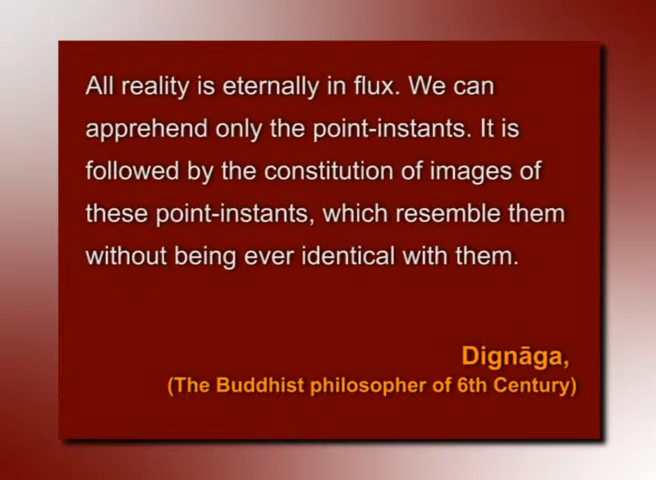 All reality is eternally in flux. We can
apprehend only the point-instants. It is
followed by the constitution of images of
these point-instants, which resemble them
without being ever identical with them.
Dignāga,
(The Buddhist philosopher of 6th Century)